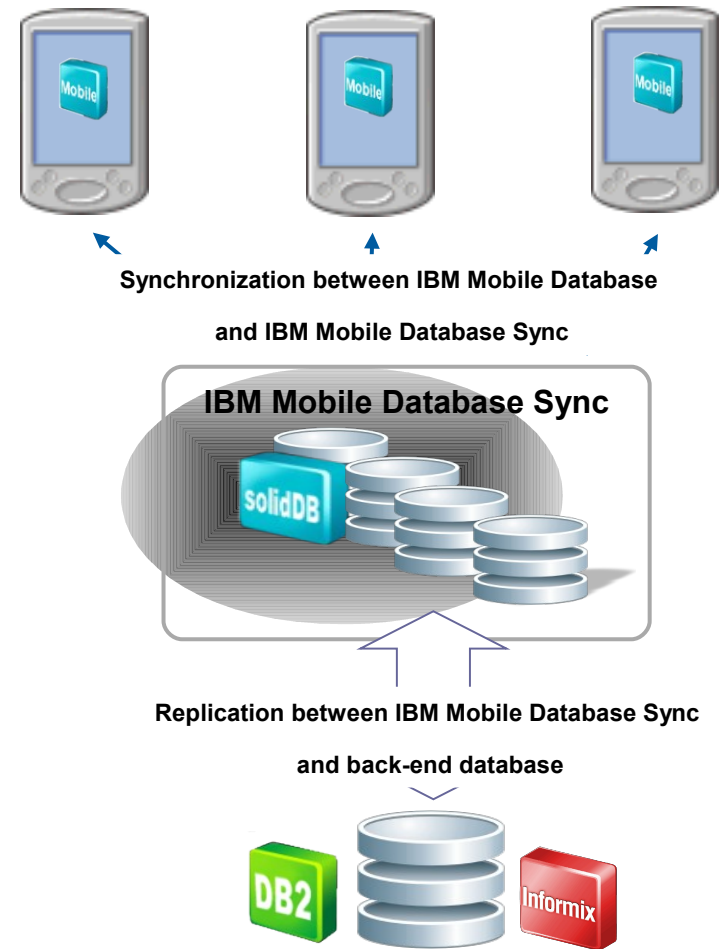 Mobile
Mobile
Mobile
Synchronization between IBM Mobile Database
and IBM Mobile Database Sync
IBM Mobile Database Sync
solidDB
Replication between IBM Mobile Database Sync
and back-end database
DB2
Informix